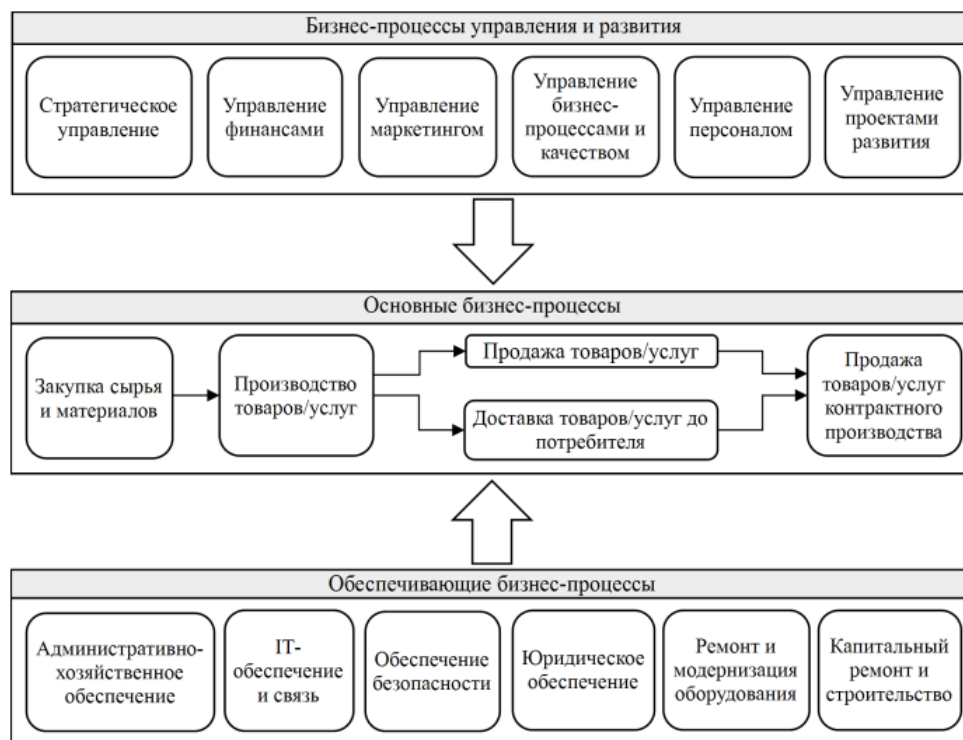 Бизнес-процессы управления и развития
Стратегическое
управление
Управление
финансами
Управление
маркетингом
Управление
бизнес-
процессами и
качеством
Управление
персоналом
Управление
проектами
развития
Основные бизнес-процессы
Закупка сырья
и материалов
Производство
товаров/услуг
Продажа товаров/услуг
Доставка товаров/услуг до
потребителя
Продажа
товаров/услуг
контрактного
производства
Обеспечивающие бизнес-процессы
Административно-
хозяйственное
обеспечение
IT-
обеспечение
и связь
Обеспечение
безопасности
Юридическое
обеспечение
Ремонт и
модернизация
оборудования
Капитальный
ремонт и
строительство